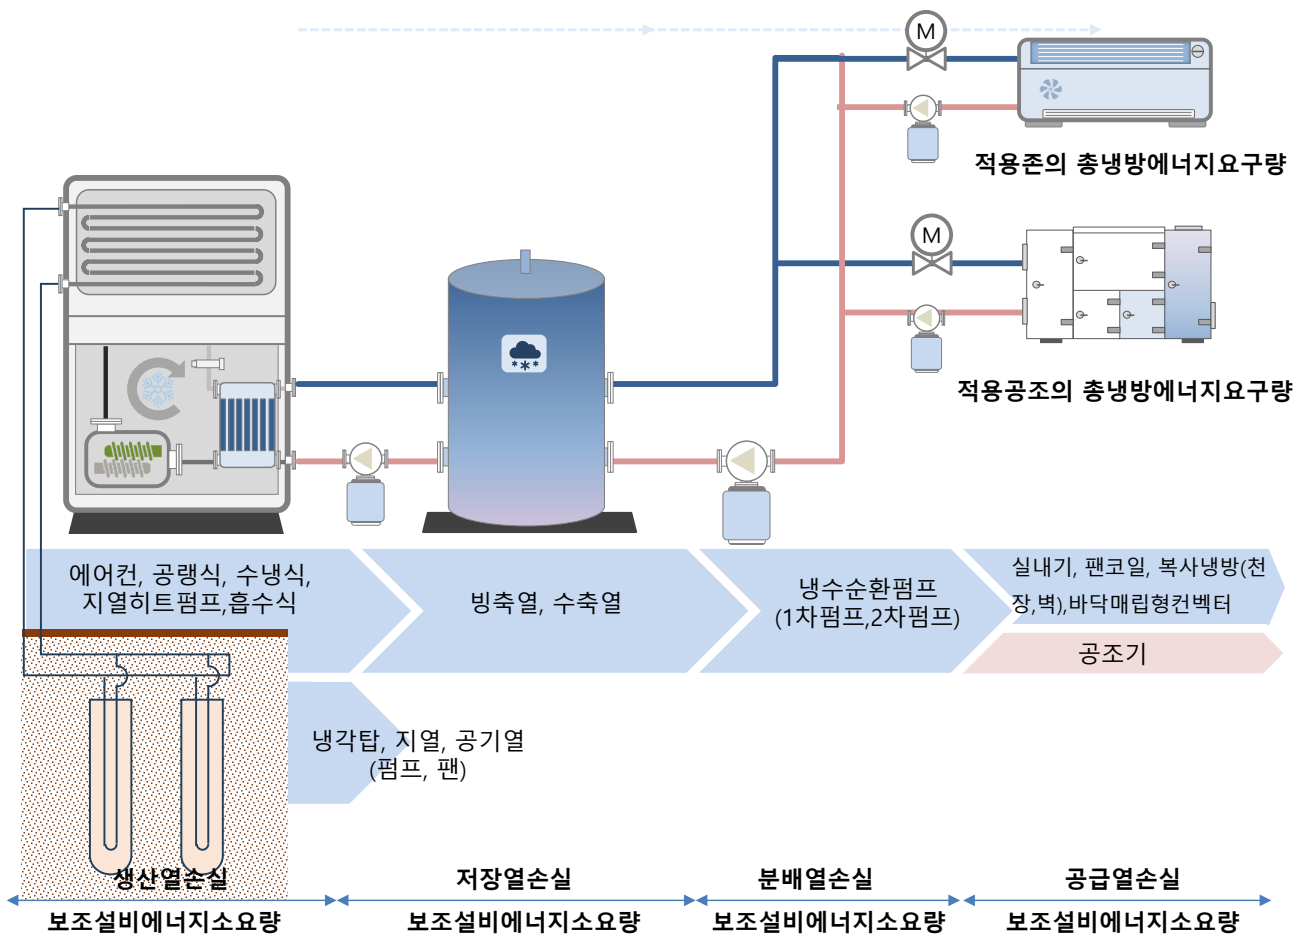 M
적용존의 총냉방에너지요구량
M
적용공조의 총냉방에너지요구량
에어컨, 공랭식, 수냉식,
지열히트펌프,흡수식
빙축열, 수축열
냉수순환펌프
(1차펌프,2차펌프)
실내기, 팬코일, 복사냉방(천
장,벽),바닥매립형컨벡터
공조기
냉각탑, 지열, 공기열
(펌프, 팬)
생산열손실
저장열손실
분배열손실
공급열손실
보조설비에너지소요량
보조설비에너지소요량
보조설비에너지소요량
보조설비에너지소요량